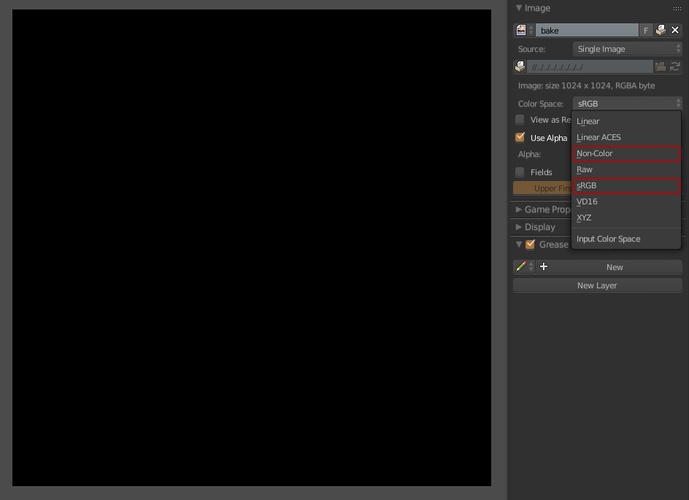 Image
bake
F
Source: Single Image
//../../../../../../../
Image: size 1024 x 1024, RGBA byte
Color Space: sRGB
Linear
View as Re
Linear ACES
Use Alpha
Non-Color
Alpha:
Raw
Fields
sRGB
Upper Fir
VD16
Game Prop
XYZ
Display
Input Color Space
Grease
New
New Layer